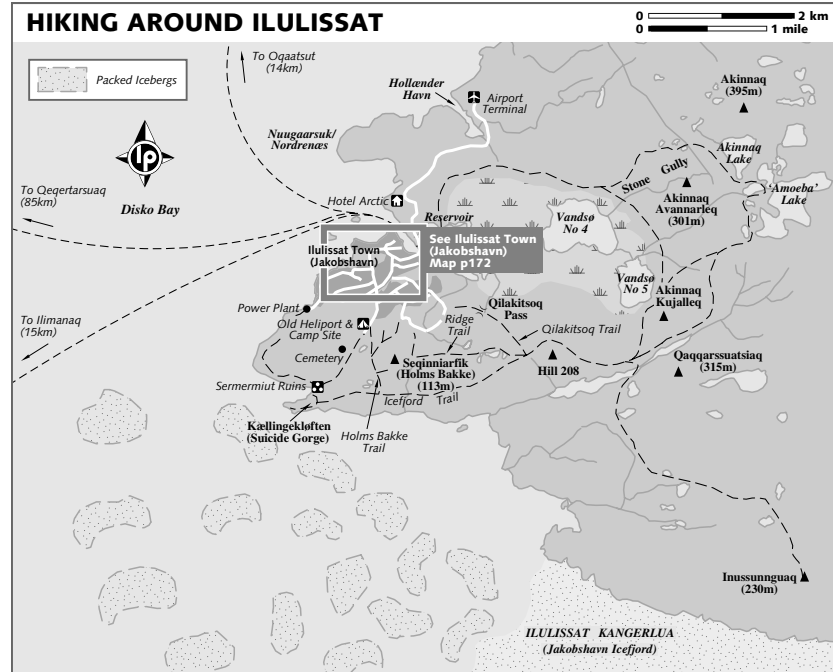 HIKING AROUND ILULISSAT
0 2 km
0 1 mile
Packed Icebergs
To Oqaatsut
(14km)
Hollænder
Havn
Airport
Terminal
Akinnaq
(395m)
Nuugaarsuk/
Nordrenæs
lp
Stone Gully
Akinnaq
Lake
'Amoeba'
Lake
To Qeqertarsuaq
(85km)
Disko Bay
Hotel Arctic
Reservoir
Vandsø
No 4
Akinnaq
Avannarleq
(301m)
Ilulissat Town
(Jakobshavn)
See Ilulissat Town
(Jakobshavn)
Map p172
Vandsø
No 5
Akinnaq
Kujalleq
Power Plant
Qilakitsoq
Pass
To Ilimanaq
(15km)
Old Heliport &
Camp Site
Ridge
Trail
Qilakitsoq Trail
Cemetery
Seqinniarfik
(Holms Bakke)
(113m)
Hill 208
Qaqqarssuatsiaq
(315m)
Sermermiut Ruins
Icefjord Trail
Kællingekløften
(Suicide Gorge)
Holms Bakke
Trail
Inussunnguaq
(230m)
ILULISSAT KANGERLUA
(Jakobshavn Icefjord)